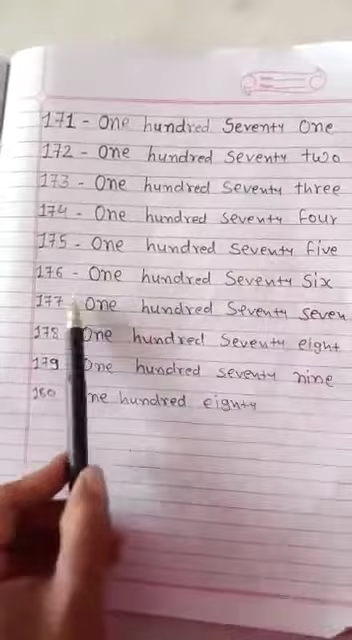 171 - One hundred Seventy One
172 - One hundred Seventy two
173 - One hundred Seventy three
174 - One hundred seventy four
175 - One hundred seventy five
176 - One hundred Seventy Six
177 One hundred Seventy Seven
178 One hundred Seventy eight
179 One hundred seventy nine
180 ne hundred eighty